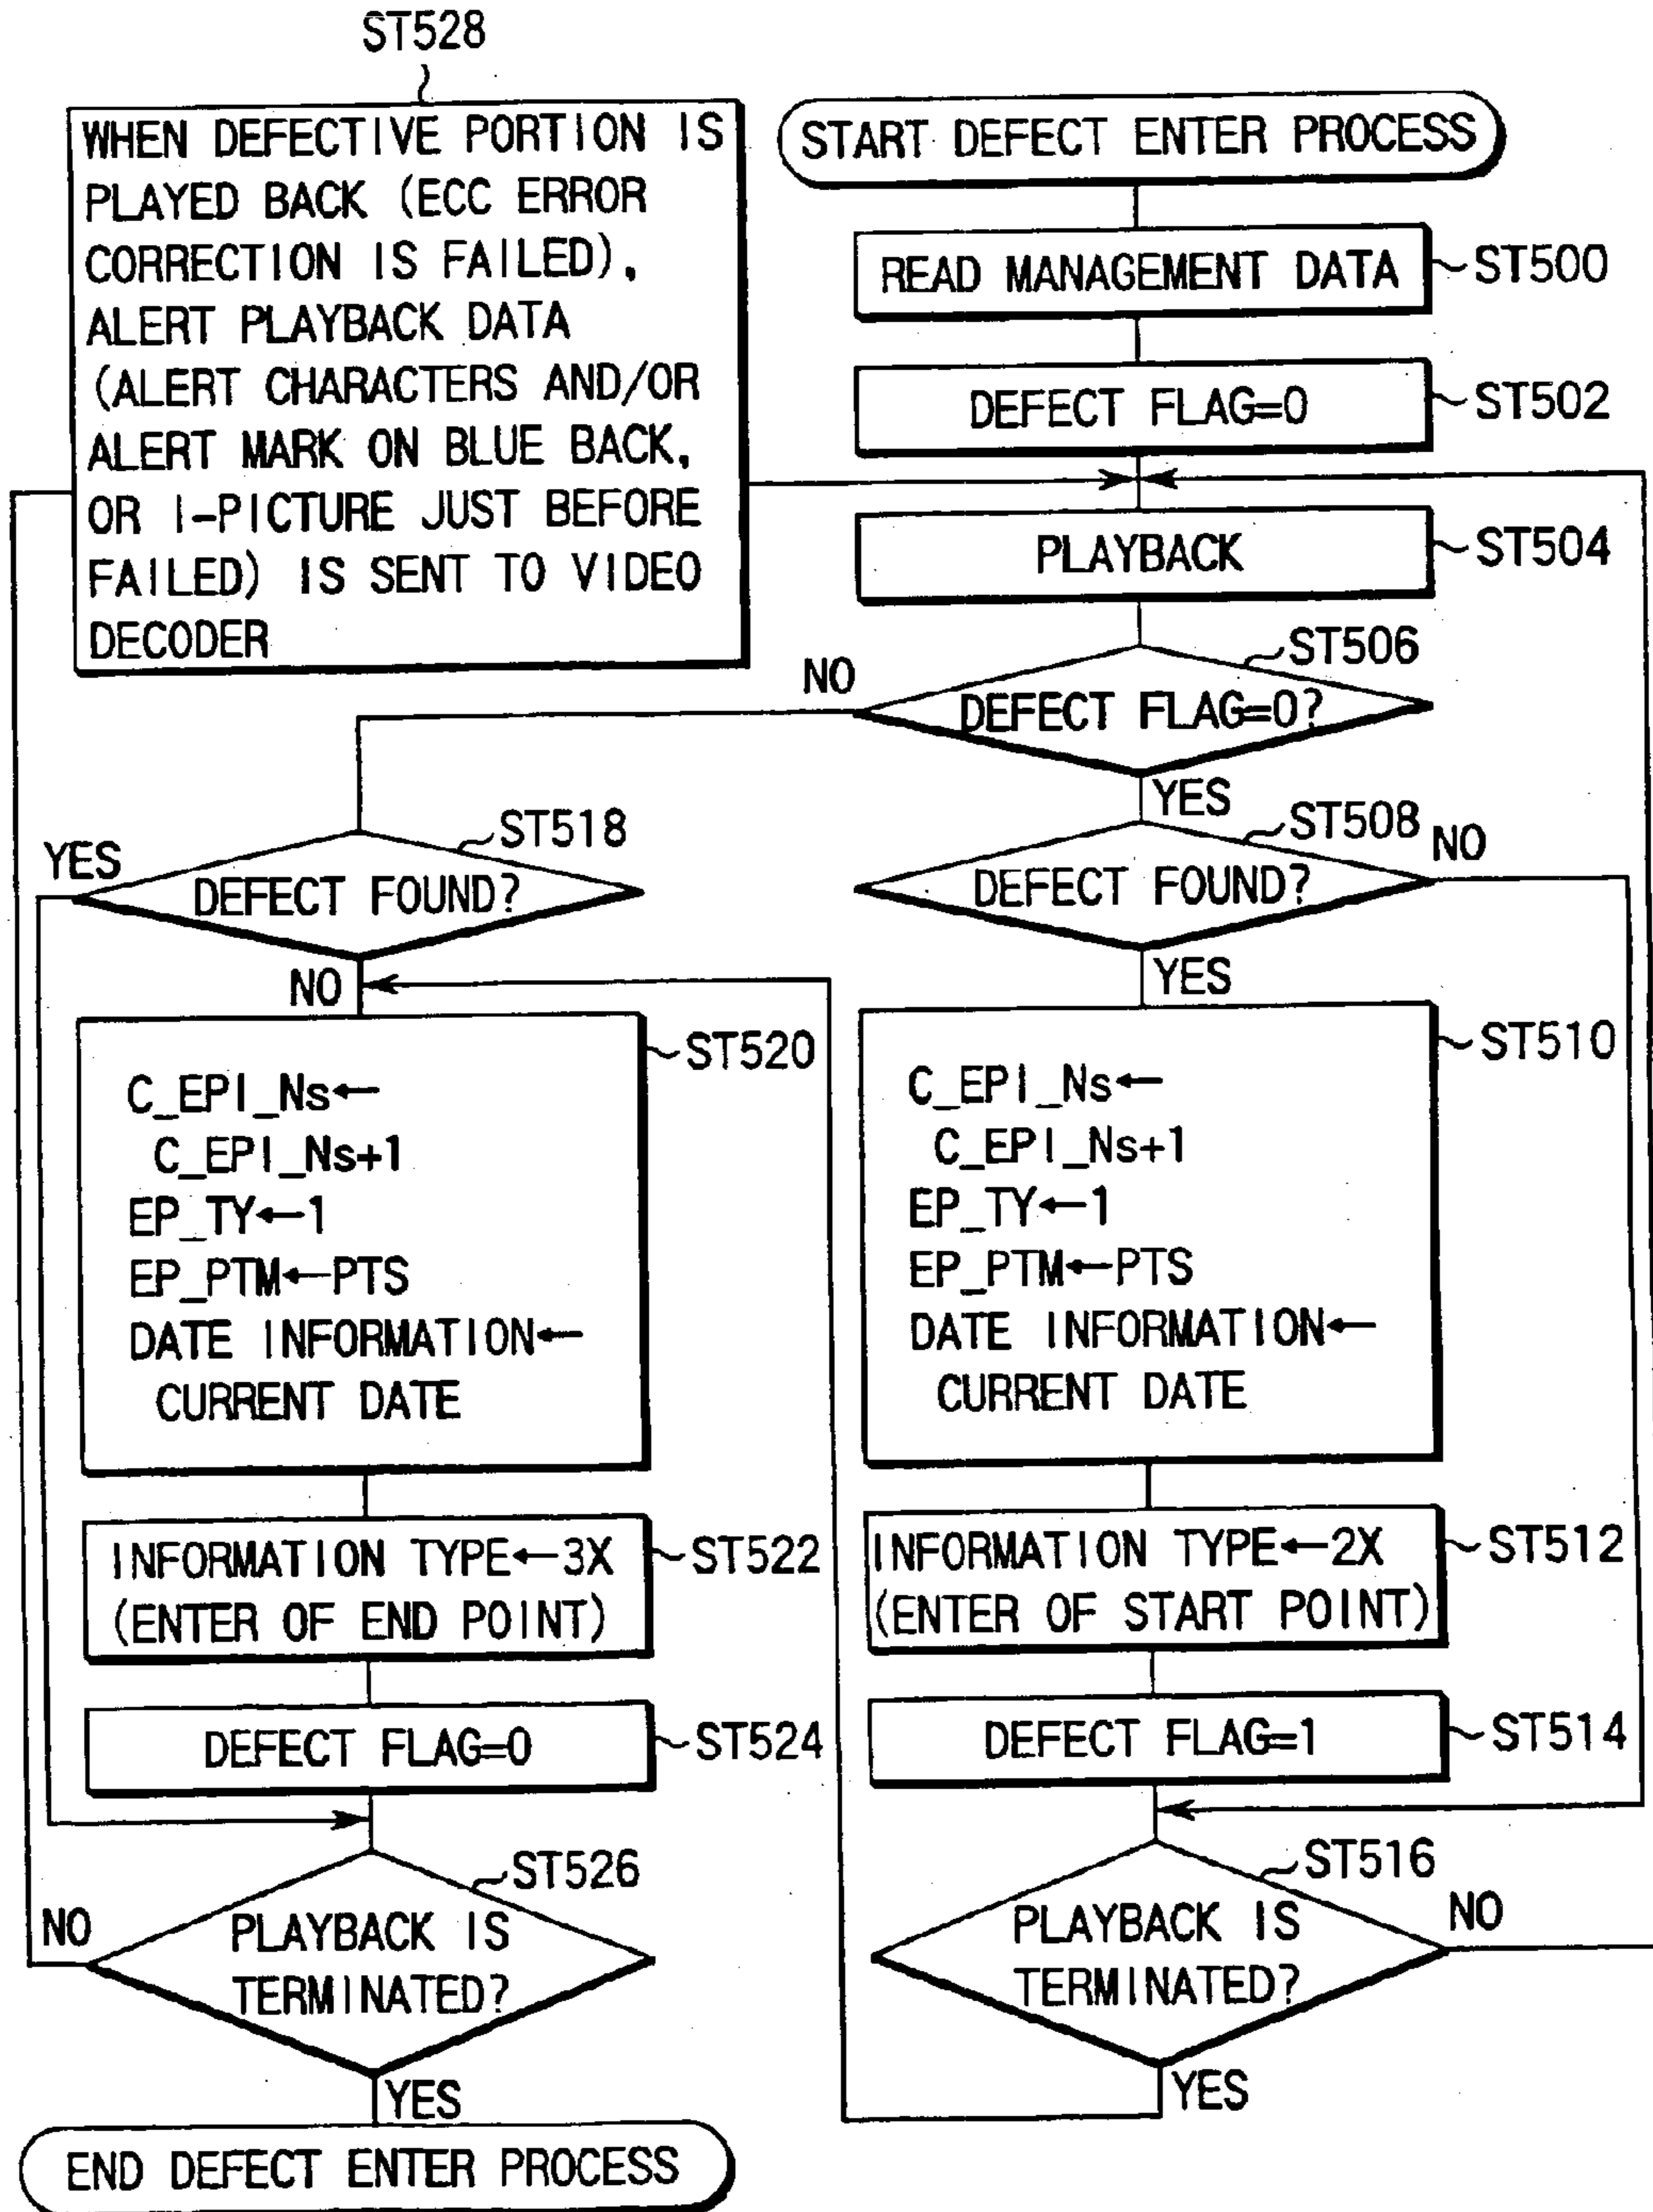 ST528
WHEN DEFECTIVE PORTION IS
PLAYED BACK (ECC ERROR
CORRECTION IS FAILED),
ALERT PLAYBACK DATA
(ALERT CHARACTERS AND/OR
ALERT MARK ON BLUE BACK,
OR I-PICTURE JUST BEFORE
FAILED) IS SENT TO VIDEO
DECODER
START DEFECT ENTER PROCESS
READ MANAGEMENT DATA
ST500
DEFECT FLAG=0
ST502
PLAYBACK
ST504
ST506
DEFECT FLAG=0?
NO
YES
ST518
DEFECT FOUND?
YES
NO
ST508
DEFECT FOUND?
NO
YES
ST520
C_EPI_Ns←
C_EPI_Ns+1
EP_TY←1
EP_PTM←PTS
DATE INFORMATION←
CURRENT DATE
ST510
C_EPI_Ns←
C_EPI_Ns+1
EP_TY←1
EP_PTM←PTS
DATE INFORMATION←
CURRENT DATE
INFORMATION TYPE←3X
(ENTER OF END POINT)
ST522
INFORMATION TYPE←2X
(ENTER OF START POINT)
ST512
DEFECT FLAG=0
ST524
DEFECT FLAG=1
ST514
ST526
PLAYBACK IS
TERMINATED?
NO
YES
ST516
PLAYBACK IS
TERMINATED?
NO
YES
END DEFECT ENTER PROCESS